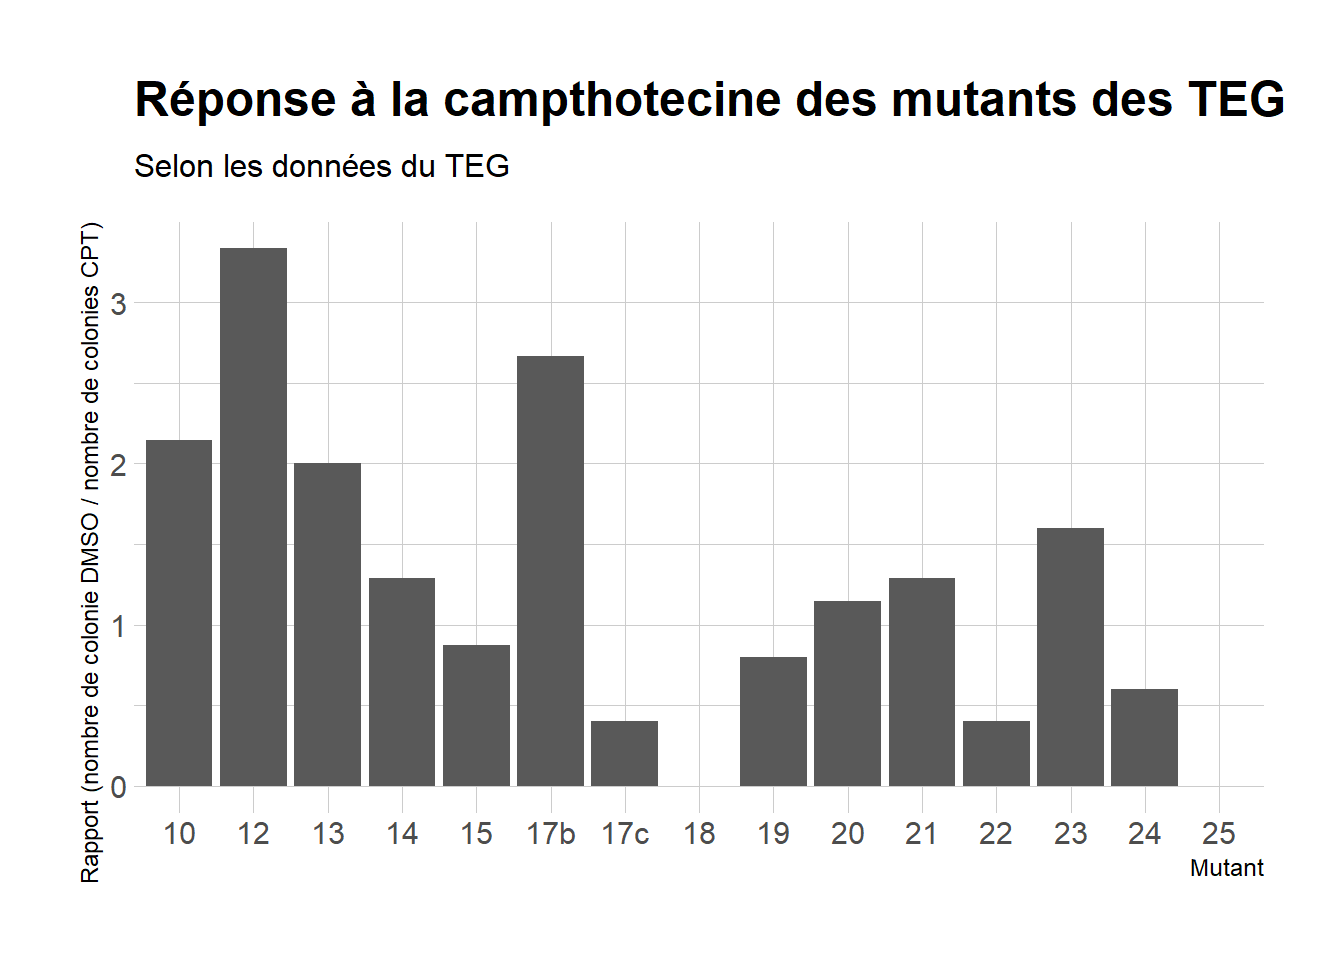 Réponse à la campthotecine des mutants des TEG
Selon les données du TEG
Rapport (nombre de colonie DMSO / nombre de colonies CPT)
3
2
1
0
10 12 13 14 15 17b 17c 18 19 20 21 22 23 24 25
Mutant